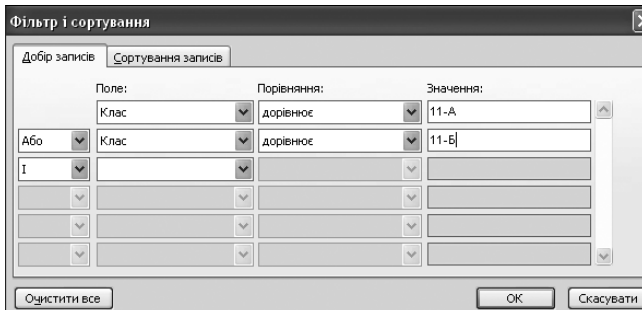 Фільтр і сортування
Добір записів Сортування записів
Поле: Порівняння: Значення:
Клас дорівнює 11-А
Або Клас дорівнює 11-Б
І
Очистити все ОК Скасувати